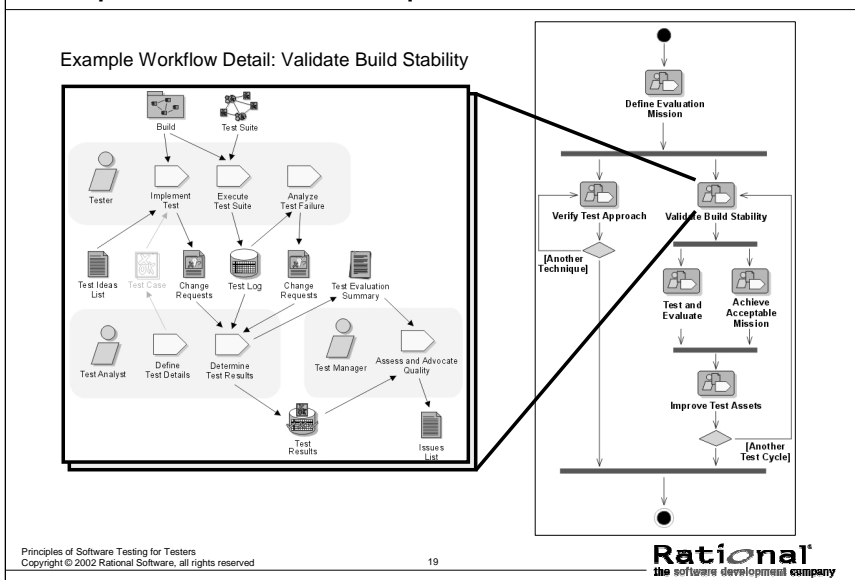 Example Workflow Detail: Validate Build Stability
Build
Test Suite
Tester
Implement
Test
Execute
Test Suite
Analyze
Test Failure
Test Ideas
List
Test Case
Change
Requests
Test Log
Change
Requests
Test Evaluation
Summary
Test Analyst
Define
Test Details
Determine
Test Results
Test Manager
Assess and Advocate
Quality
Test
Results
Issues
List
Define Evaluation
Mission
Verify Test Approach
Validate Build Stability
[Another
Technique]
Test and
Evaluate
Achieve
Acceptable
Mission
Improve Test Assets
[Another
Test Cycle]
Principles of Software Testing for Testers
Copyright © 2002 Rational Software, all rights reserved
19
Rational
the software development company